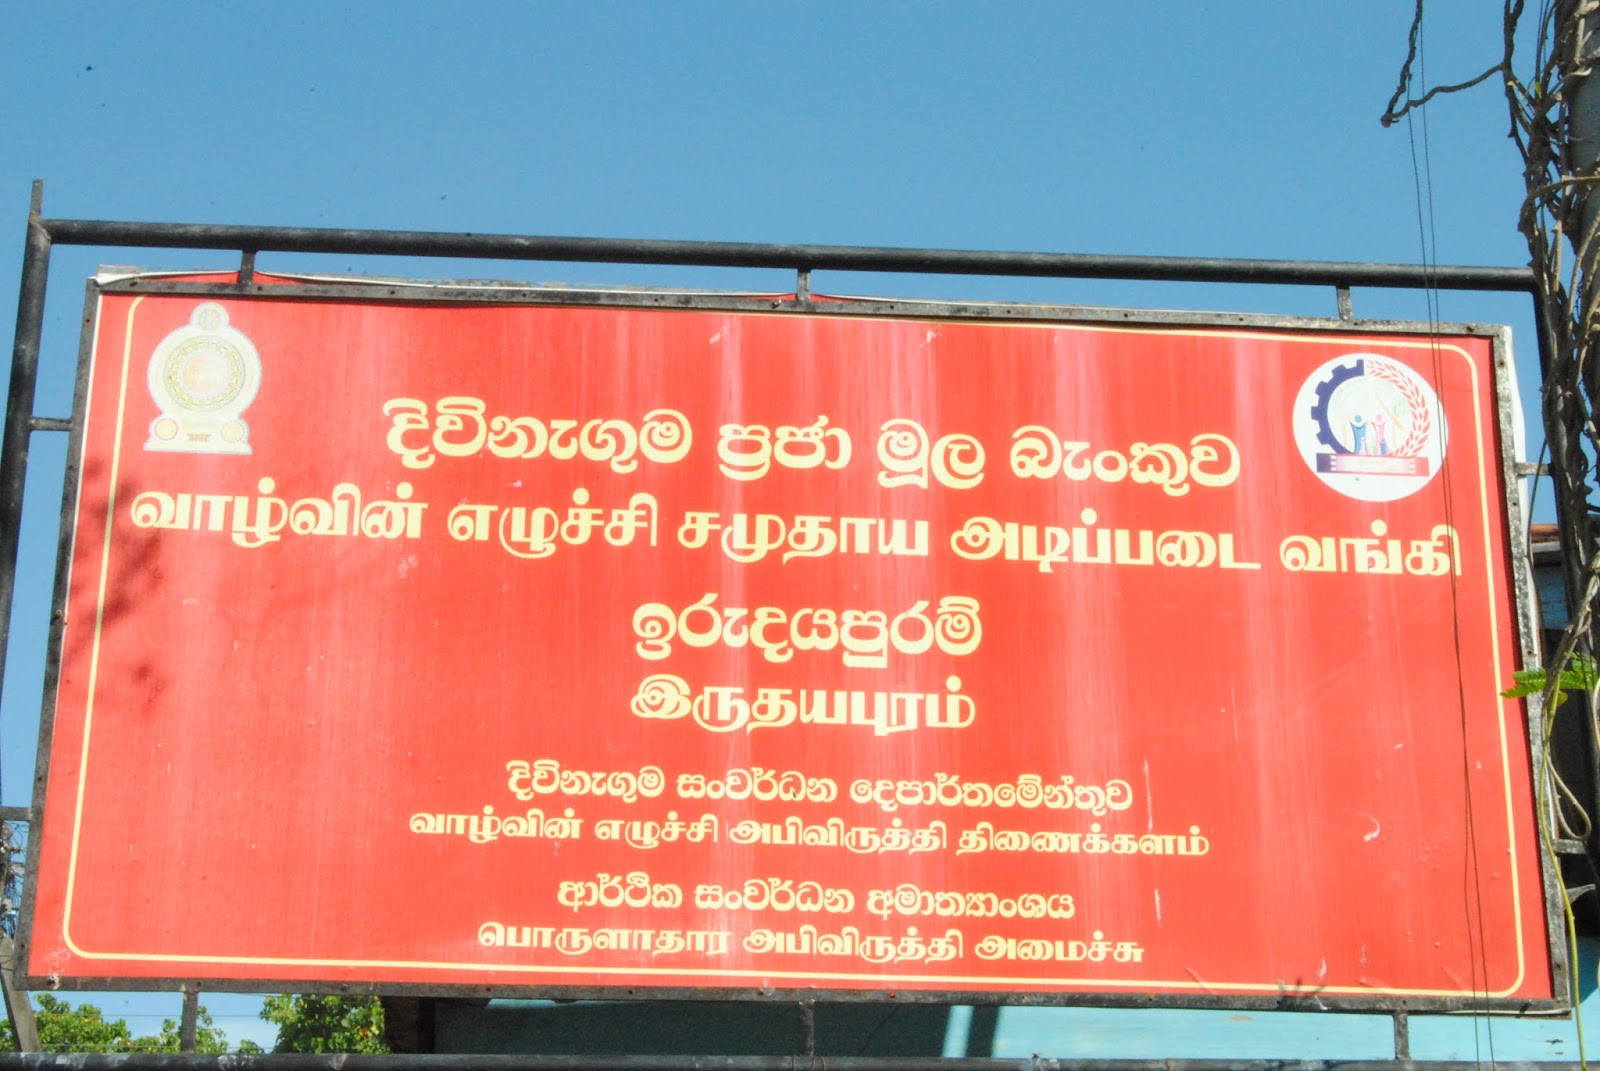 දිවිනැගුම ප්‍රජා මූල බැංකුව
வாழ்வின் எழுச்சி சமுதாய அடிப்படை வங்கி
ඉරුදයපුරම්
இருதயபுரம்
දිවිනැගුම සංවර්ධන දෙපාර්තමේන්තුව
வாழ்வின் எழுச்சி அபிவிருத்தி திணைக்களம்
ආර්ථික සංවර්ධන අමාත්‍යාංශය
பொருளாதார அபிவிருத்தி அமைச்சு